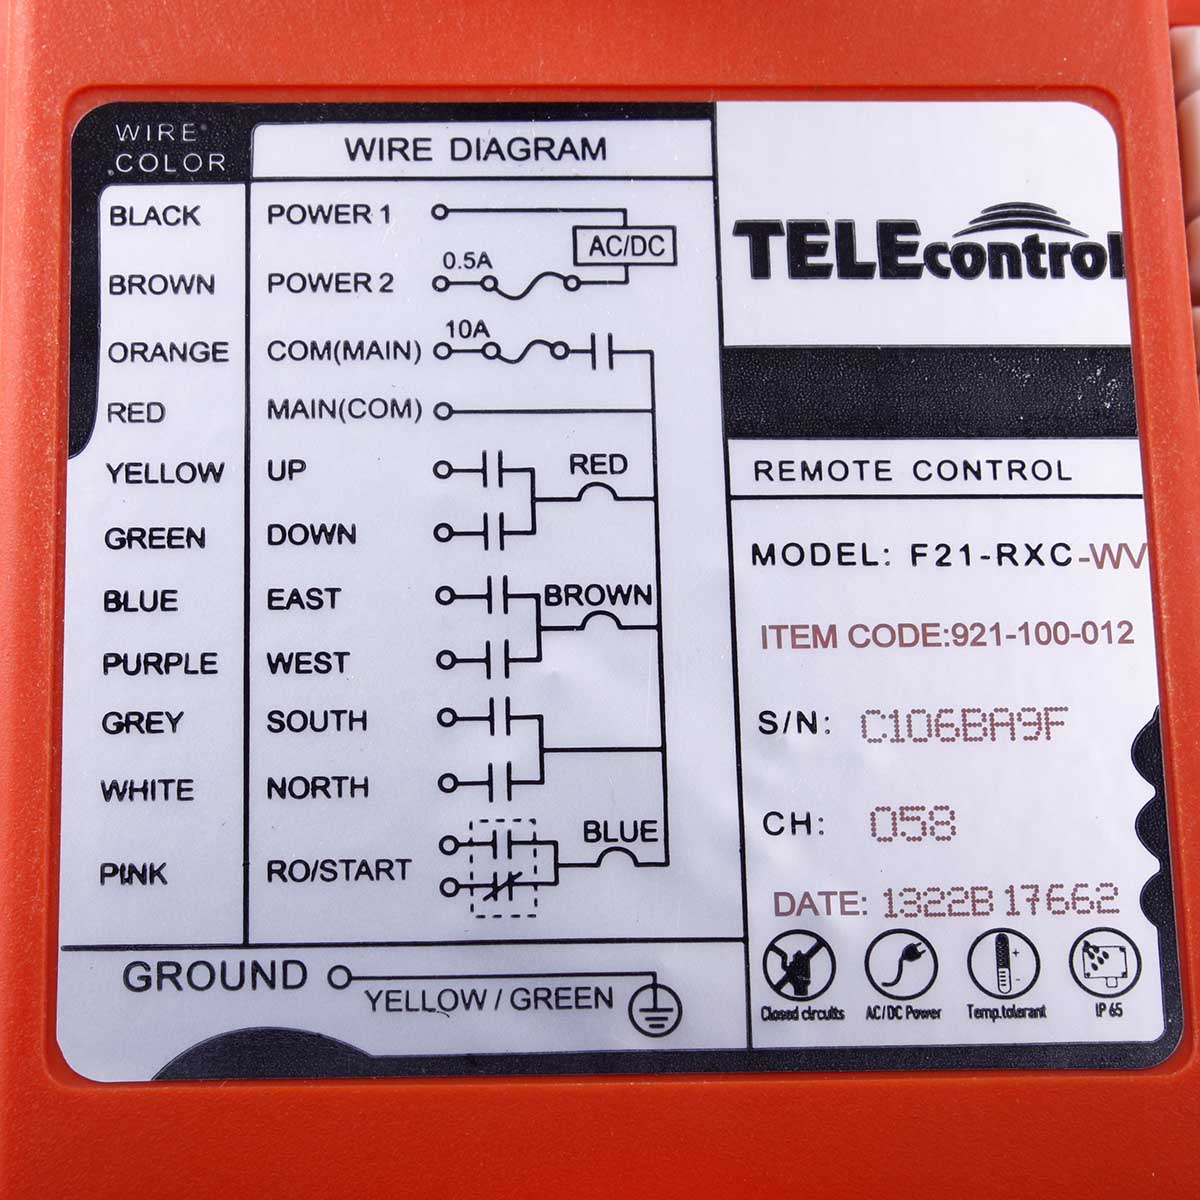 WIRE
COLOR
WIRE DIAGRAM
BLACK POWER 1
AC/DC
BROWN POWER 2 0.5A
ORANGE COM(MAIN) 10A
RED MAIN(COM)
YELLOW UP RED
GREEN DOWN
BLUE EAST BROWN
PURPLE WEST
GREY SOUTH
WHITE NORTH
PINK RO/START BLUE
GROUND
YELLOW / GREEN
TELEcontrol
REMOTE CONTROL
MODEL: F21-RXC-WV
ITEM CODE:921-100-012
S/N: C106BA9F
CH: 058
DATE: 1322B17662
+
-
Closed circuits AC/DC Power Temp.tolerant IP 65